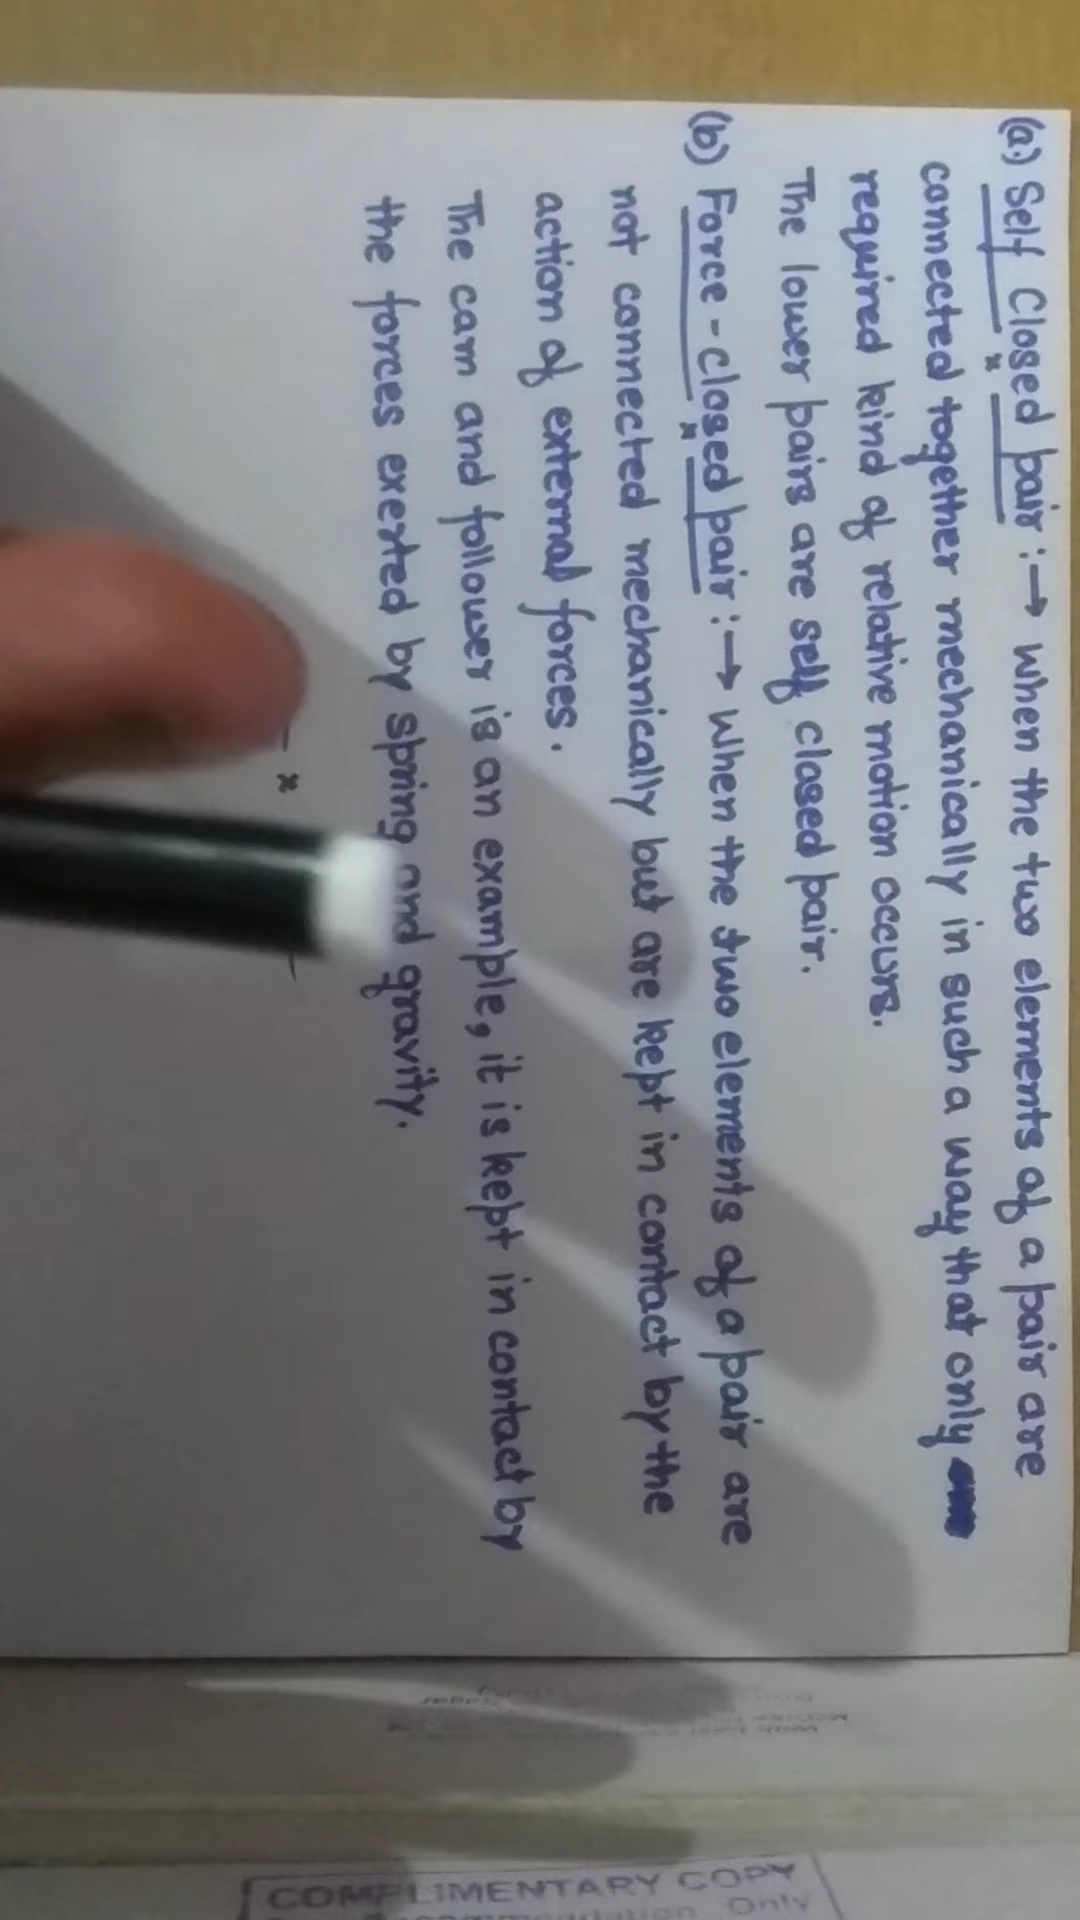 (a) Self Closed pair :→ when the two elements of a pair are
connected together mechanically in such a way that only
required kind of relative motion occurs.
The lower pairs are self closed pair.
(b) Force-closed pair :→ When the two elements of a pair are
not connected mechanically but are kept in contact by the
action of external forces.
The cam and follower is an example, it is kept in contact by
the forces exerted by spring and gravity.
x
COMPLIMENTARY COPY
Only